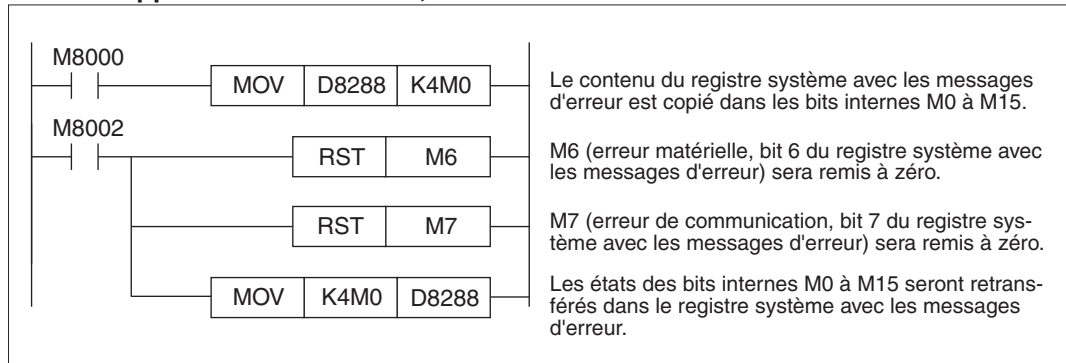 M8000
MOV D8288 K4M0
Le contenu du registre système avec les messages
d'erreur est copié dans les bits internes M0 à M15.
M8002
RST M6
M6 (erreur matérielle, bit 6 du registre système avec
les messages d'erreur) sera remis à zéro.
RST M7
M7 (erreur de communication, bit 7 du registre sys-
tème avec les messages d'erreur) sera remis à zéro.
MOV K4M0 D8288
Les états des bits internes M0 à M15 seront retrans-
férés dans le registre système avec les messages
d'erreur.